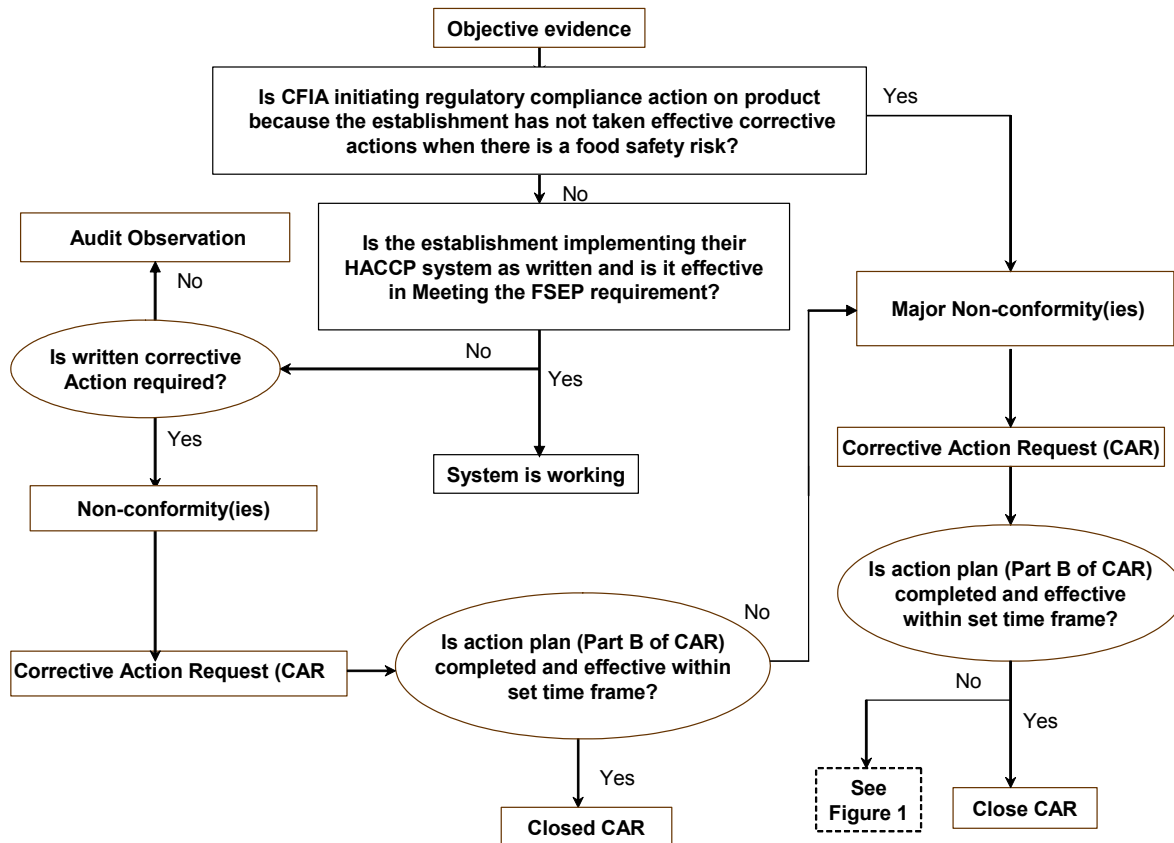 Objective evidence
Is CFIA initiating regulatory compliance action on product
because the establishment has not taken effective corrective
actions when there is a food safety risk?
Yes
No
Audit Observation
Is the establishment implementing their
HACCP system as written and is it effective
in Meeting the FSEP requirement?
No
Major Non-conformity(ies)
Is written corrective
Action required?
No
Yes
Yes
Corrective Action Request (CAR)
System is working
Non-conformity(ies)
Is action plan (Part B of CAR)
completed and effective
within set time frame?
No
Is action plan (Part B of CAR)
completed and effective within
set time frame?
Corrective Action Request (CAR
No
Yes
Yes
See
Figure 1
Close CAR
Closed CAR